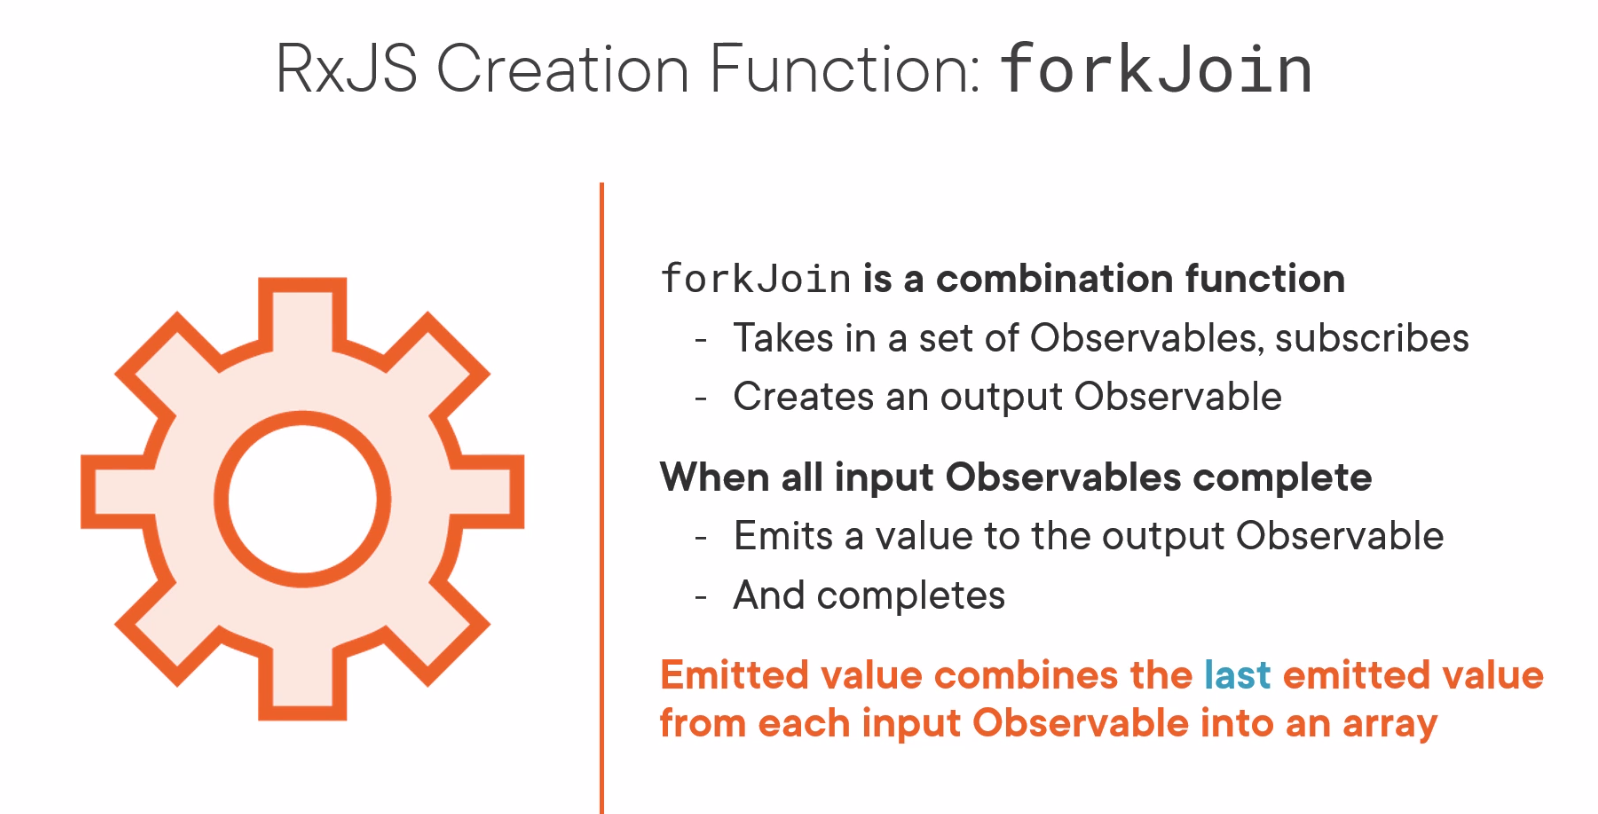 RxJS Creation Function: forkJoin
forkJoin is a combination function
- Takes in a set of Observables, subscribes
- Creates an output Observable
When all input Observables complete
- Emits a value to the output Observable
- And completes
Emitted value combines the last emitted value
from each input Observable into an array